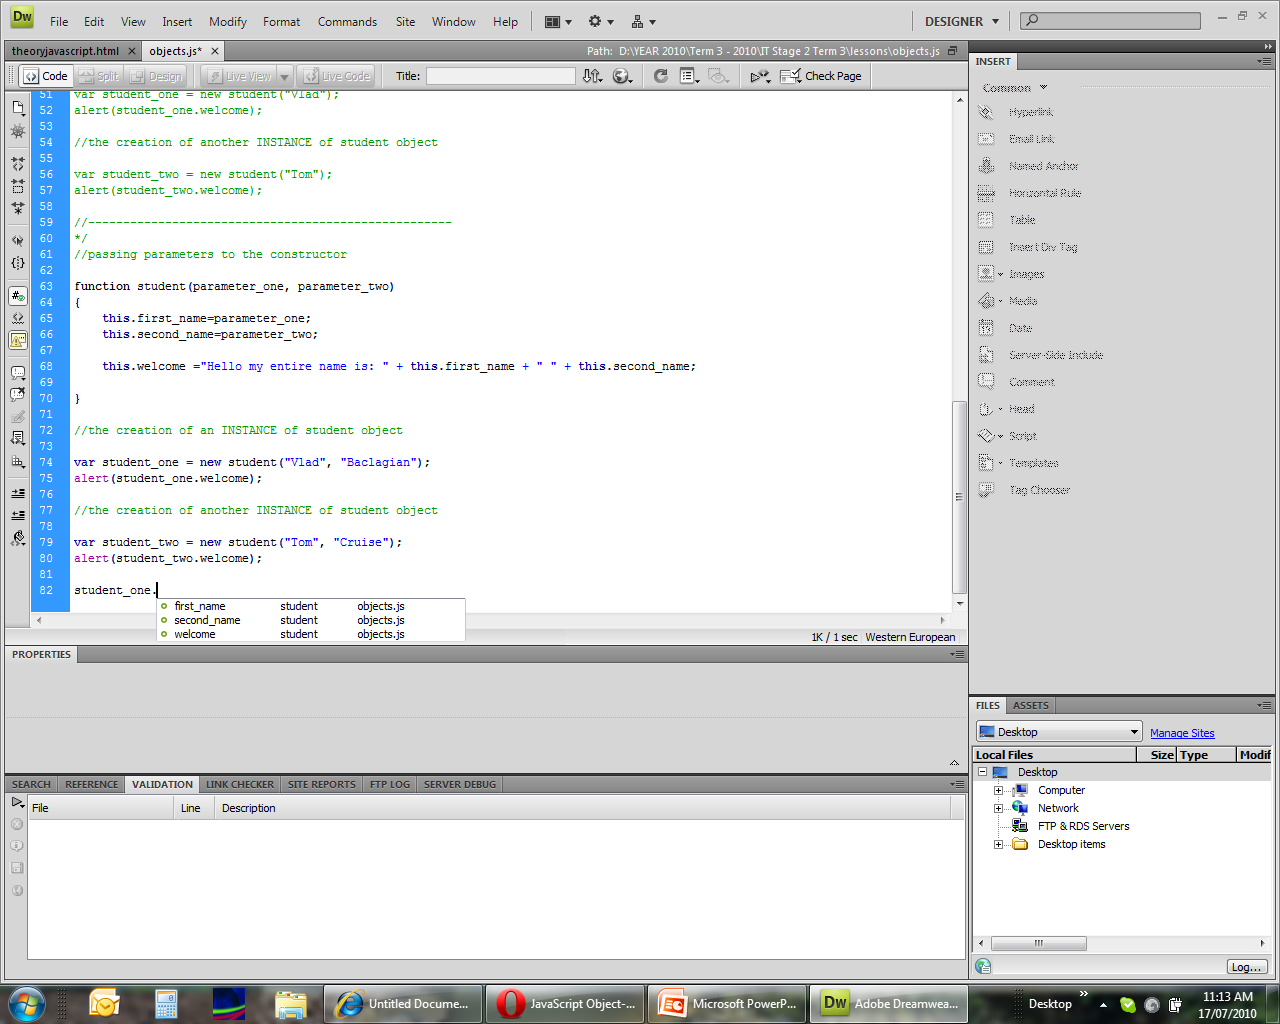 Dw File Edit View Insert Modify Format Commands Site Window Help DESIGNER
theoryjavascript.html objects.js* Path: D:\YEAR 2010\Term 3 - 2010\IT Stage 2 Term 3\lessons\objects.js
Code Split Design Live View Live Code Title: Check Page
51 var student_one = new student("Vlad");
52 alert(student_one.welcome);
53
54 //the creation of another INSTANCE of student object
55
56 var student_two = new student("Tom");
57 alert(student_two.welcome);
58
59 //----------------------------------------------------
60 */
61 //passing parameters to the constructor
62
63 function student(parameter_one, parameter_two)
64 {
65 this.first_name=parameter_one;
66 this.second_name=parameter_two;
67
68 this.welcome ="Hello my entire name is: " + this.first_name + " " + this.second_name;
69
70 }
71
72 //the creation of an INSTANCE of student object
73
74 var student_one = new student("Vlad", "Baclagian");
75 alert(student_one.welcome);
76
77 //the creation of another INSTANCE of student object
78
79 var student_two = new student("Tom", "Cruise");
80 alert(student_two.welcome);
81
82 student_one.
first_name student objects.js
second_name student objects.js
welcome student objects.js
1K / 1 sec Western European
PROPERTIES
SEARCH REFERENCE VALIDATION LINK CHECKER SITE REPORTS FTP LOG SERVER DEBUG
File Line Description
INSERT
Common
Hyperlink
Email Link
Named Anchor
Horizontal Rule
Table
Insert Div Tag
Images
Media
Date
Server-Side Include
Comment
Head
Script
Templates
Tag Chooser
FILES ASSETS
Desktop Manage Sites
Local Files Size Type Modif
Desktop
Computer
Network
FTP & RDS Servers
Desktop items
Log...
Untitled Docume... JavaScript Object-... Microsoft PowerP... Dw Adobe Dreamwea... Desktop » 11:13 AM
17/07/2010